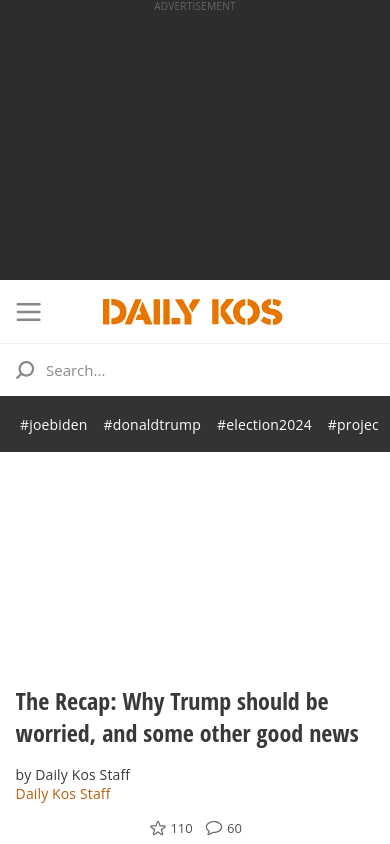 ADVERTISEMENT
DAILY KOS
Search...
#joebiden #donaldtrump #election2024 #projec
The Recap: Why Trump should be
worried, and some other good news
by Daily Kos Staff
Daily Kos Staff
110 60